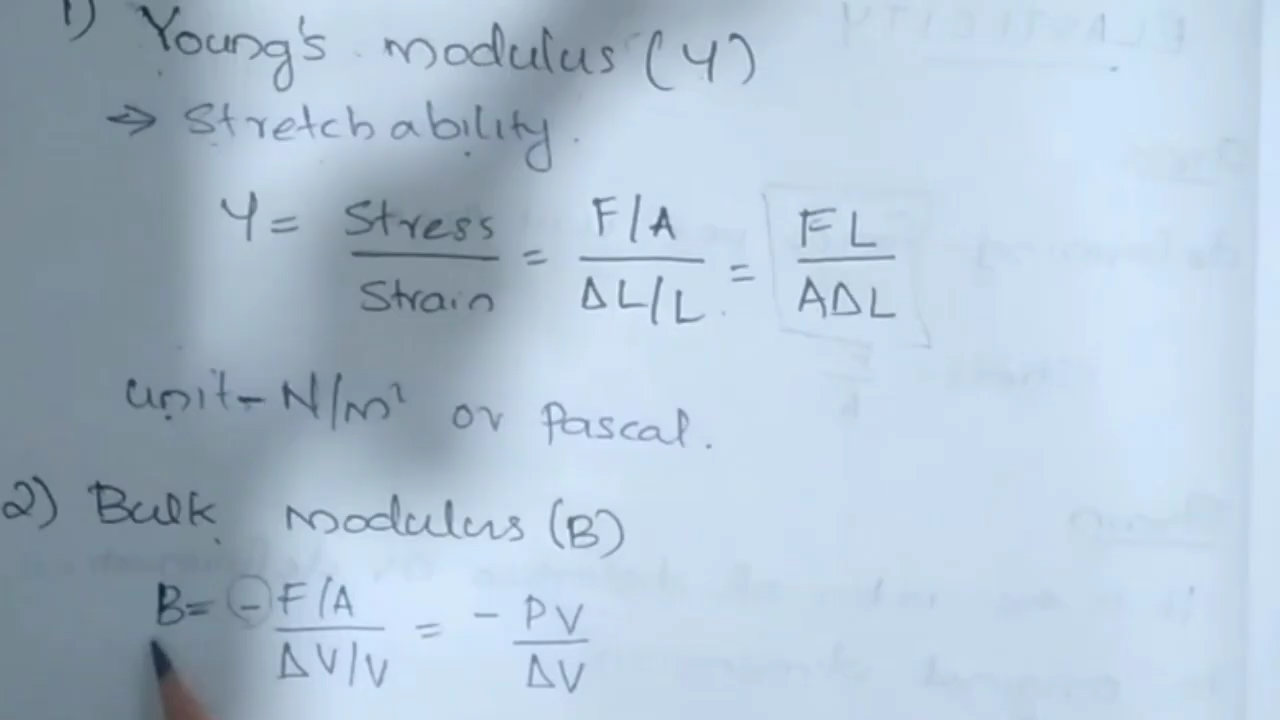 1) Young's modulus (Y)
→ Stretchability.
Y = Stress/Strain = F/A / ΔL/L = FL / AΔL
unit - N/m² or Pascal.
2) Bulk modulus (B)
B = - F/A / ΔV/V = - PV / ΔV